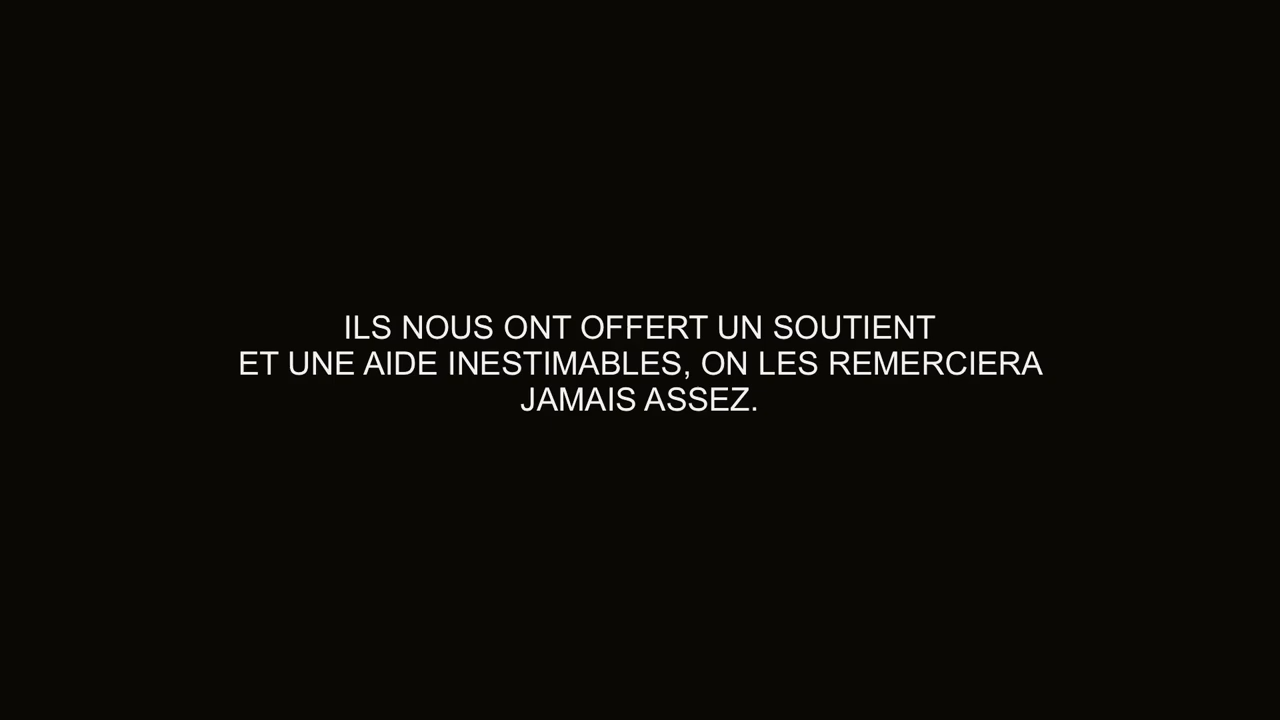 ILS NOUS ONT OFFERT UN SOUTIENT
ET UNE AIDE INESTIMABLES, ON LES REMERCIERA
JAMAIS ASSEZ.